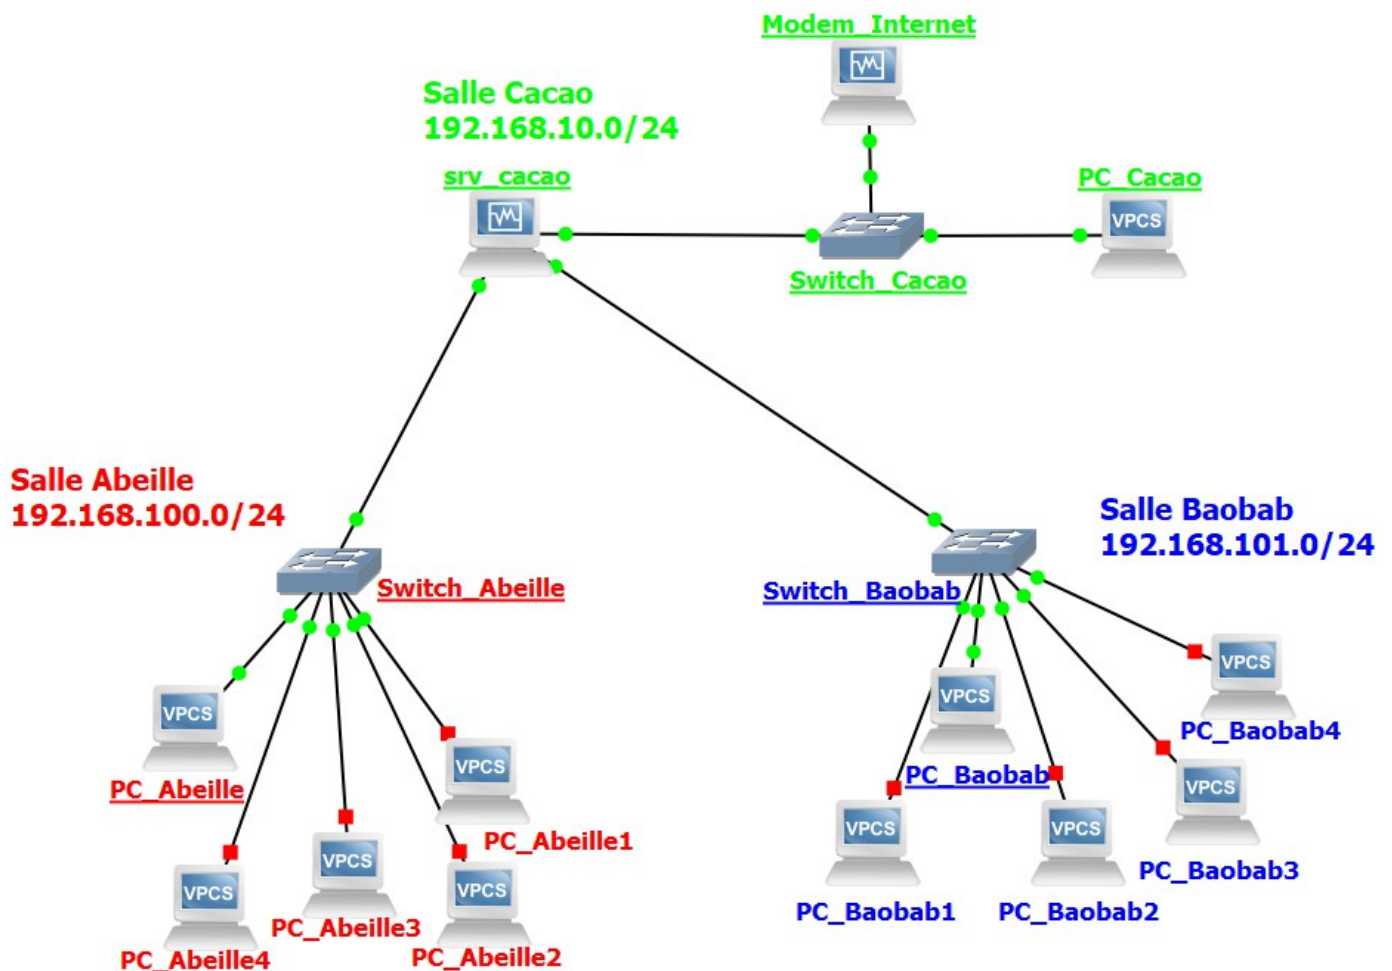 Modem_Internet
Salle Cacao
192.168.10.0/24
srv_cacao
PC_Cacao
VPCS
Switch_Cacao
Salle Abeille
192.168.100.0/24
Salle Baobab
192.168.101.0/24
Switch_Abeille
Switch_Baobab
VPCS
PC_Baobab4
VPCS
PC_Baobab
VPCS
PC_Abeille
VPCS
PC_Abeille1
VPCS
PC_Baobab3
VPCS
PC_Baobab1
VPCS
PC_Baobab2
VPCS
PC_Abeille3
VPCS
PC_Abeille4
VPCS
PC_Abeille2